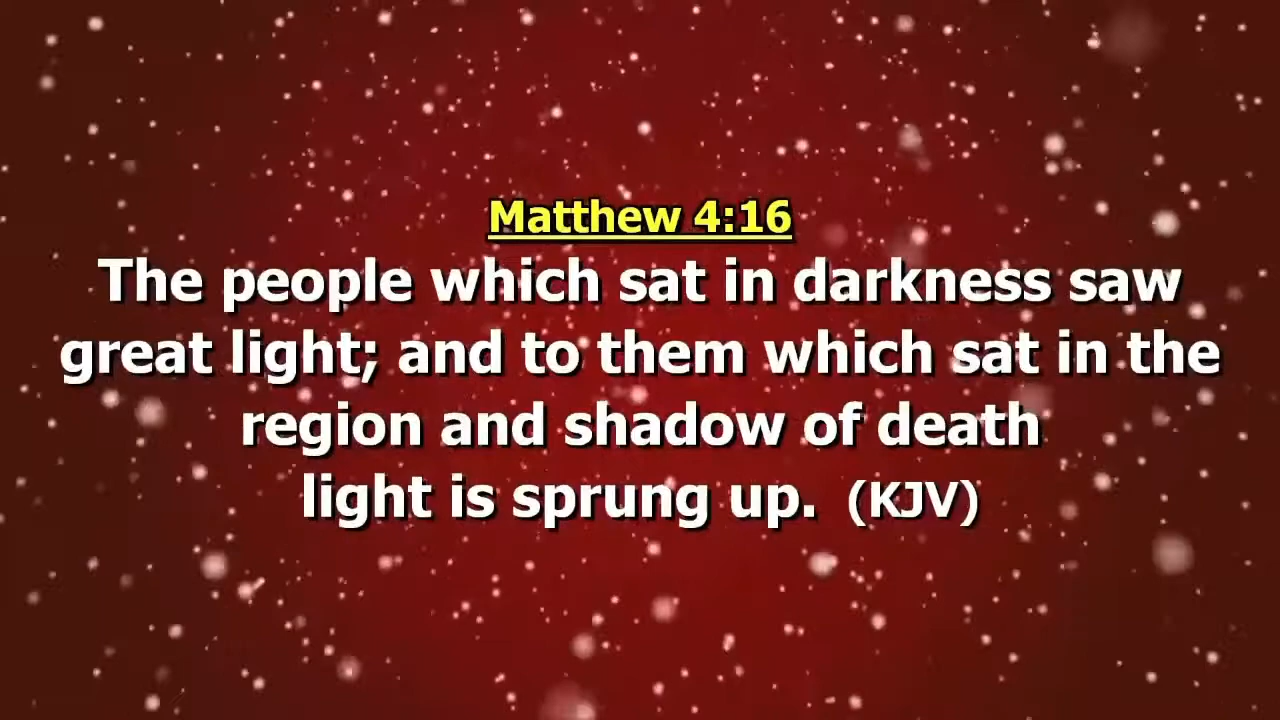 Matthew 4:16
The people which sat in darkness saw
great light; and to them which sat in the
region and shadow of death
light is sprung up. (KJV)